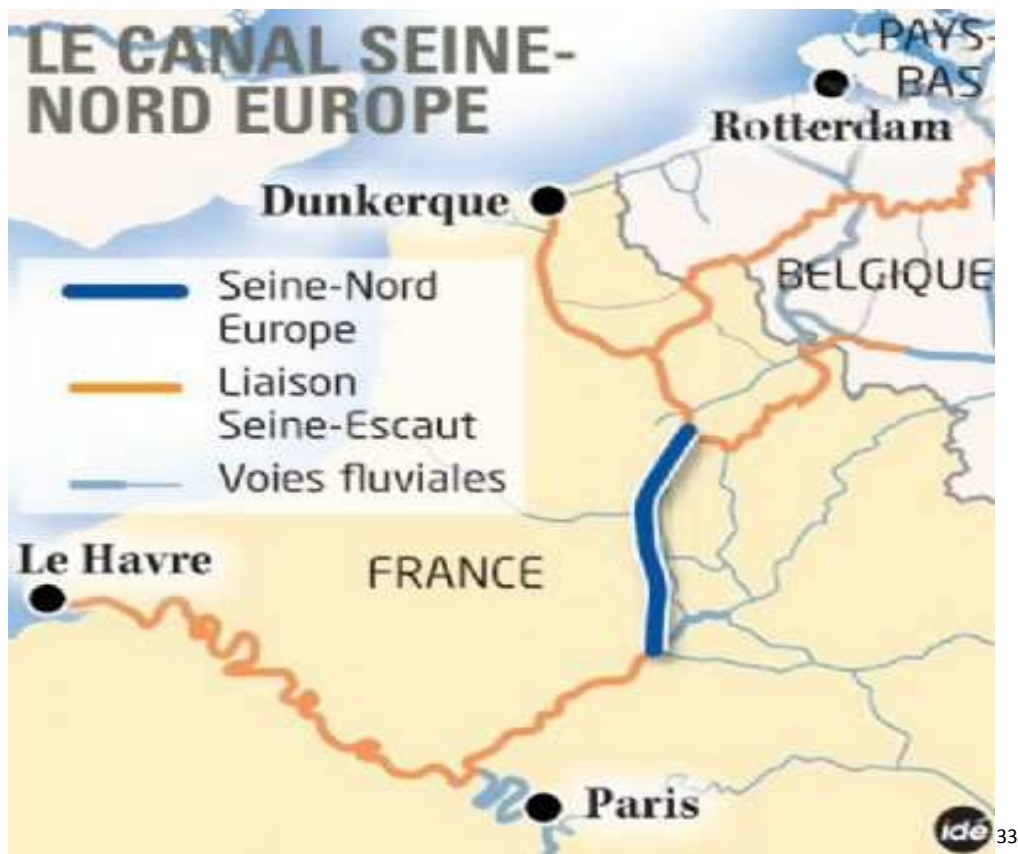 LE CANAL SEINE-
NORD EUROPE
PAYS-
BAS
Rotterdam
Dunkerque
Seine-Nord
Europe
Liaison
Seine-Escaut
Voies fluviales
BELGIQUE
Le Havre
FRANCE
Paris
idé
33